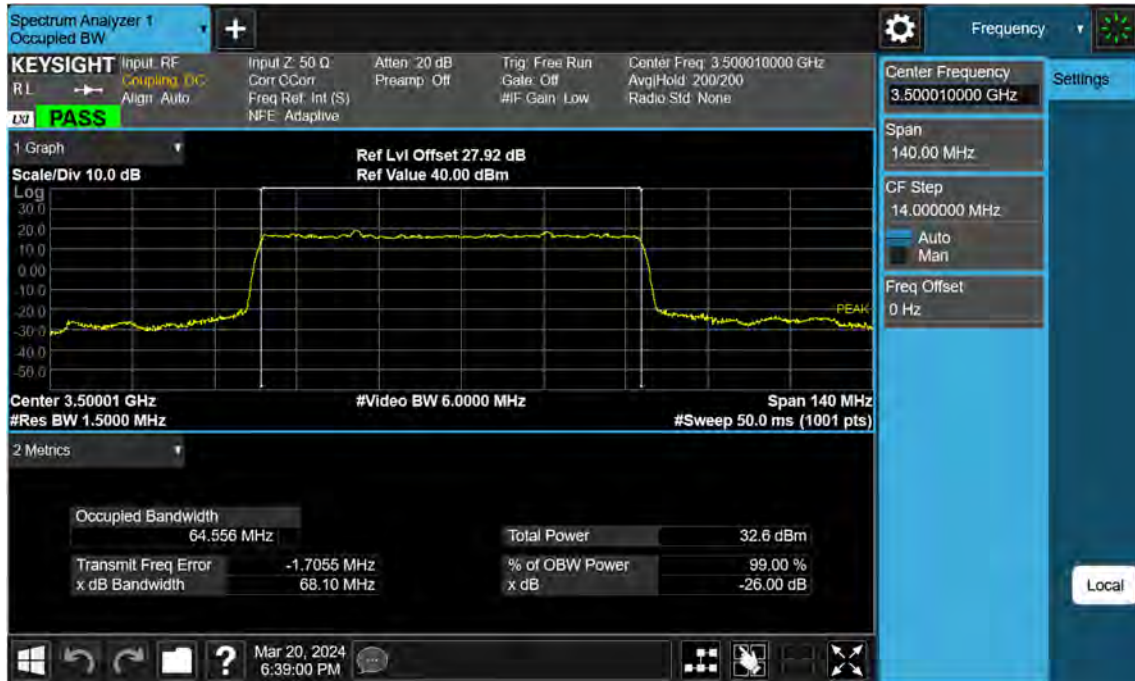 Spectrum Analyzer 1
Occupied BW
+
Frequency
KEYSIGHT
RL
LXI
PASS
Input: RF
Coupling: DC
Align: Auto
Input Z: 50 Ω
Corr CCorr
Freq Ref: Int (S)
NFE: Adaptive
Atten: 20 dB
Preamp: Off
Trig: Free Run
Gate: Off
#IF Gain: Low
Center Freq: 3.500010000 GHz
Avg|Hold: 200/200
Radio Std: None
Center Frequency
3.500010000 GHz
Settings
Span
140.00 MHz
CF Step
14.000000 MHz
Auto
Man
Freq Offset
0 Hz
1 Graph
Scale/Div 10.0 dB
Ref Lvl Offset 27.92 dB
Ref Value 40.00 dBm
Log
30.0
20.0
10.0
0.00
-10.0
-20.0
-30.0
-40.0
-50.0
PEAK
Center 3.50001 GHz
#Video BW 6.0000 MHz
Span 140 MHz
#Res BW 1.5000 MHz
#Sweep 50.0 ms (1001 pts)
2 Metrics
Occupied Bandwidth
64.556 MHz
Total Power 32.6 dBm
Transmit Freq Error -1.7055 MHz
% of OBW Power 99.00 %
x dB Bandwidth 68.10 MHz
x dB -26.00 dB
Local
?
Mar 20, 2024
6:39:00 PM